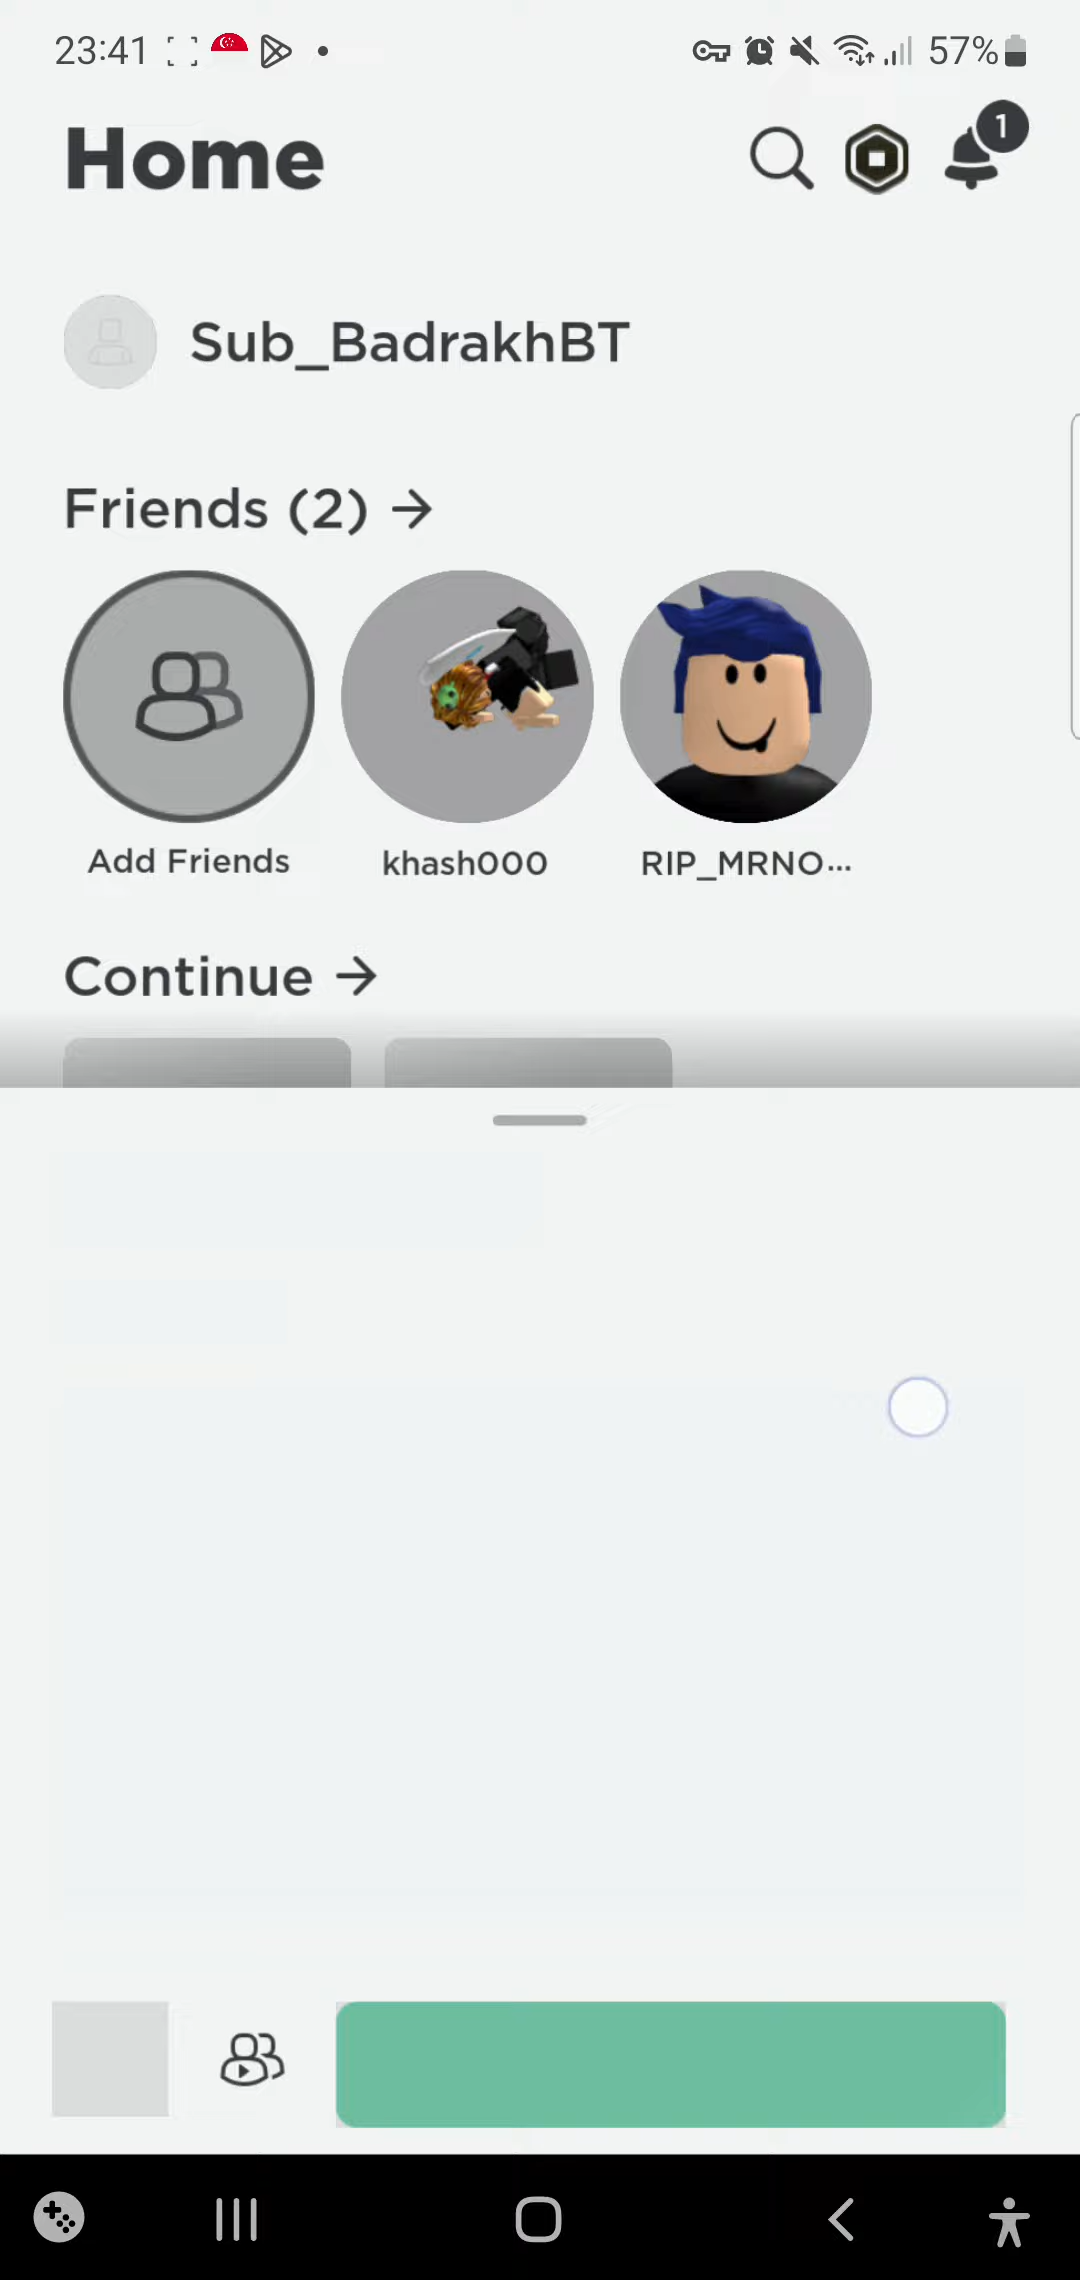 23:41
57%
Home
1
Sub_BadrakhBT
Friends (2) →
Add Friends
khash000
RIP_MRNO...
Continue →